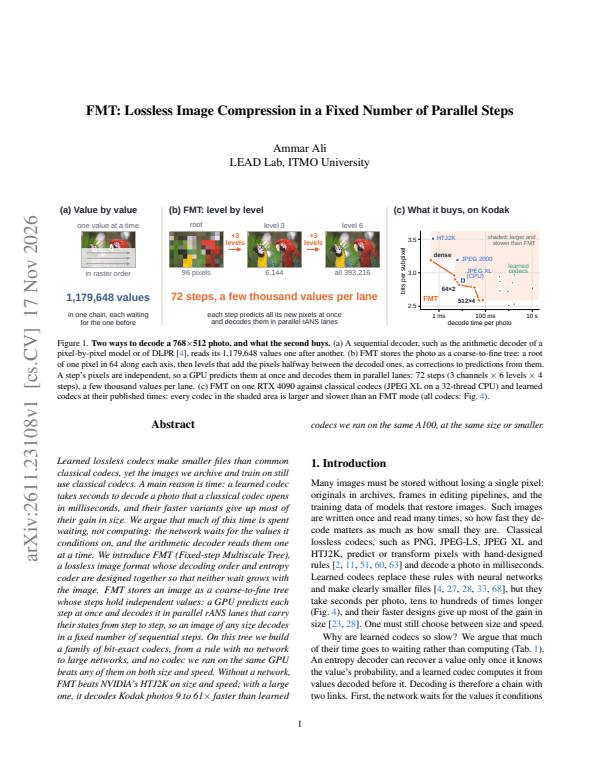 FMT: Lossless Image Compression in a Fixed Number of Parallel Steps
Ammar Ali
LEAD Lab, ITMO University
arXiv:2611.23108v1 [cs.CV] 17 Nov 2026
(a) Value by value
one value at a time
in raster order
1,179,648 values
in one chain, each waiting
for the one before
(b) FMT: level by level
root
level 3
level 6
+3
levels
+3
levels
96 pixels
6,144
all 393,216
72 steps, a few thousand values per lane
each step predicts all its new pixels at once
and decodes them in parallel rANS lanes
(c) What it buys, on Kodak
bits per subpixel
3.5
3.0
2.5
HTJ2K
shaded: larger and
slower than FMT
dense
JPEG 2000
JPEG XL
(CPU)
learned
codecs
64×2
FMT
512×4
1 ms
100 ms
10 s
decode time per photo
Figure 1. Two ways to decode a 768×512 photo, and what the second buys. (a) A sequential decoder, such as the arithmetic decoder of a
pixel-by-pixel model or of DLPR [4], reads its 1,179,648 values one after another. (b) FMT stores the photo as a coarse-to-fine tree: a root
of one pixel in 64 along each axis, then levels that add the pixels halfway between the decoded ones, as corrections to predictions from them.
A step's pixels are independent, so a GPU predicts them at once and decodes them in parallel lanes: 72 steps (3 channels × 6 levels × 4
steps), a few thousand values per lane. (c) FMT on one RTX 4090 against classical codecs (JPEG XL on a 32-thread CPU) and learned
codecs at their published times: every codec in the shaded area is larger and slower than an FMT mode (all codecs: Fig. 4).
Abstract
Learned lossless codecs make smaller files than common
classical codecs, yet the images we archive and train on still
use classical codecs. A main reason is time: a learned codec
takes seconds to decode a photo that a classical codec opens
in milliseconds, and their faster variants give up most of
their gain in size. We argue that much of this time is spent
waiting, not computing: the network waits for the values it
conditions on, and the arithmetic decoder reads them one
at a time. We introduce FMT (Fixed-step Multiscale Tree),
a lossless image format whose decoding order and entropy
coder are designed together so that neither wait grows with
the image. FMT stores an image as a coarse-to-fine tree
whose steps hold independent values: a GPU predicts each
step at once and decodes it in parallel rANS lanes that carry
their states from step to step, so an image of any size decodes
in a fixed number of sequential steps. On this tree we build
a family of bit-exact codecs, from a rule with no network
to large networks, and no codec we ran on the same GPU
beats any of them on both size and speed. Without a network,
FMT beats NVIDIA's HTJ2K on size and speed; with a large
one, it decodes Kodak photos 9 to 61× faster than learned
codecs we ran on the same A100, at the same size or smaller.
1. Introduction
Many images must be stored without losing a single pixel:
originals in archives, frames in editing pipelines, and the
training data of models that restore images. Such images
are written once and read many times, so how fast they de-
code matters as much as how small they are. Classical
lossless codecs, such as PNG, JPEG-LS, JPEG XL and
HTJ2K, predict or transform pixels with hand-designed
rules [2, 11, 51, 60, 63] and decode a photo in milliseconds.
Learned codecs replace these rules with neural networks
and make clearly smaller files [4, 27, 28, 33, 68], but they
take seconds per photo, tens to hundreds of times longer
(Fig. 4), and their faster designs give up most of the gain in
size [23, 28]. One must still choose between size and speed.
Why are learned codecs so slow? We argue that much
of their time goes to waiting rather than computing (Tab. 1).
An entropy decoder can recover a value only once it knows
the value's probability, and a learned codec computes it from
values decoded before it. Decoding is therefore a chain with
two links. First, the network waits for the values it conditions
1